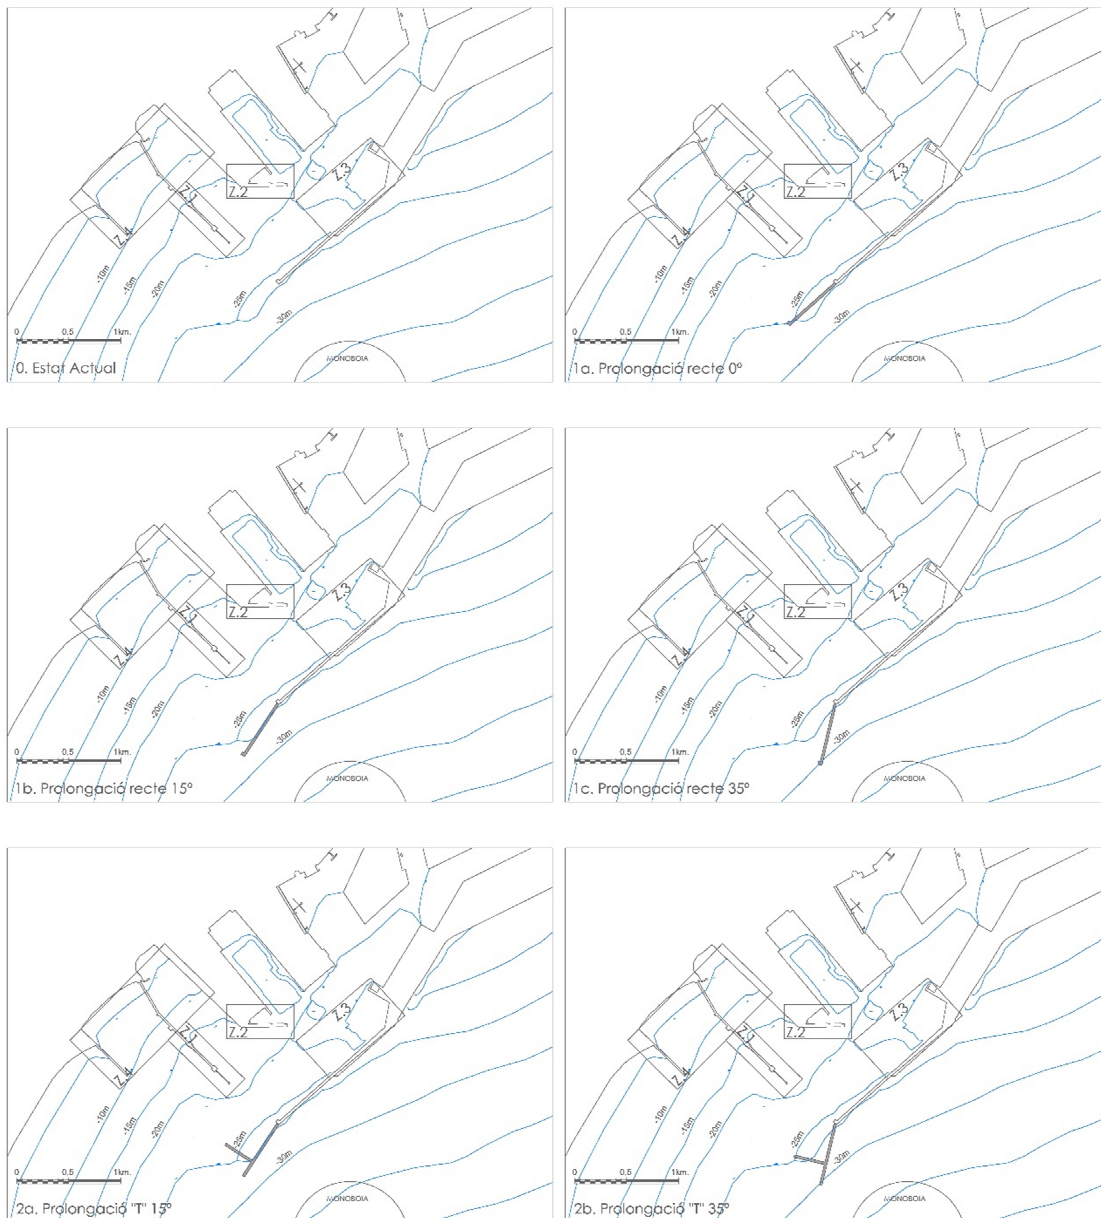 Z.1
Z.2
Z.3
Z.4
-10m
-15m
-20m
-25m
-30m
0 0.5 1km.
MONOBOIA
0. Estat Actual
Z.1
Z.2
Z.3
Z.4
-10m
-15m
-20m
-25m
-30m
0 0.5 1km.
MONOBOIA
1a. Prolongació recte 0º
Z.1
Z.2
Z.3
Z.4
-10m
-15m
-20m
-25m
-30m
0 0.5 1km.
MONOBOIA
1b. Prolongació recte 15º
Z.1
Z.2
Z.3
Z.4
-10m
-15m
-20m
-25m
-30m
0 0.5 1km.
MONOBOIA
1c. Prolongació recte 35º
Z.1
Z.2
Z.3
Z.4
-10m
-15m
-20m
-25m
-30m
0 0.5 1km.
MONOBOIA
2a. Prolongació "T" 15º
Z.1
Z.2
Z.3
Z.4
-10m
-15m
-20m
-25m
-30m
0 0.5 1km.
MONOBOIA
2b. Prolongació "T" 35º